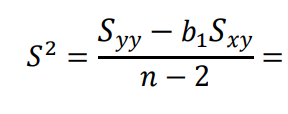 S² = (S_yy − b₁S_xy) / (n − 2) =